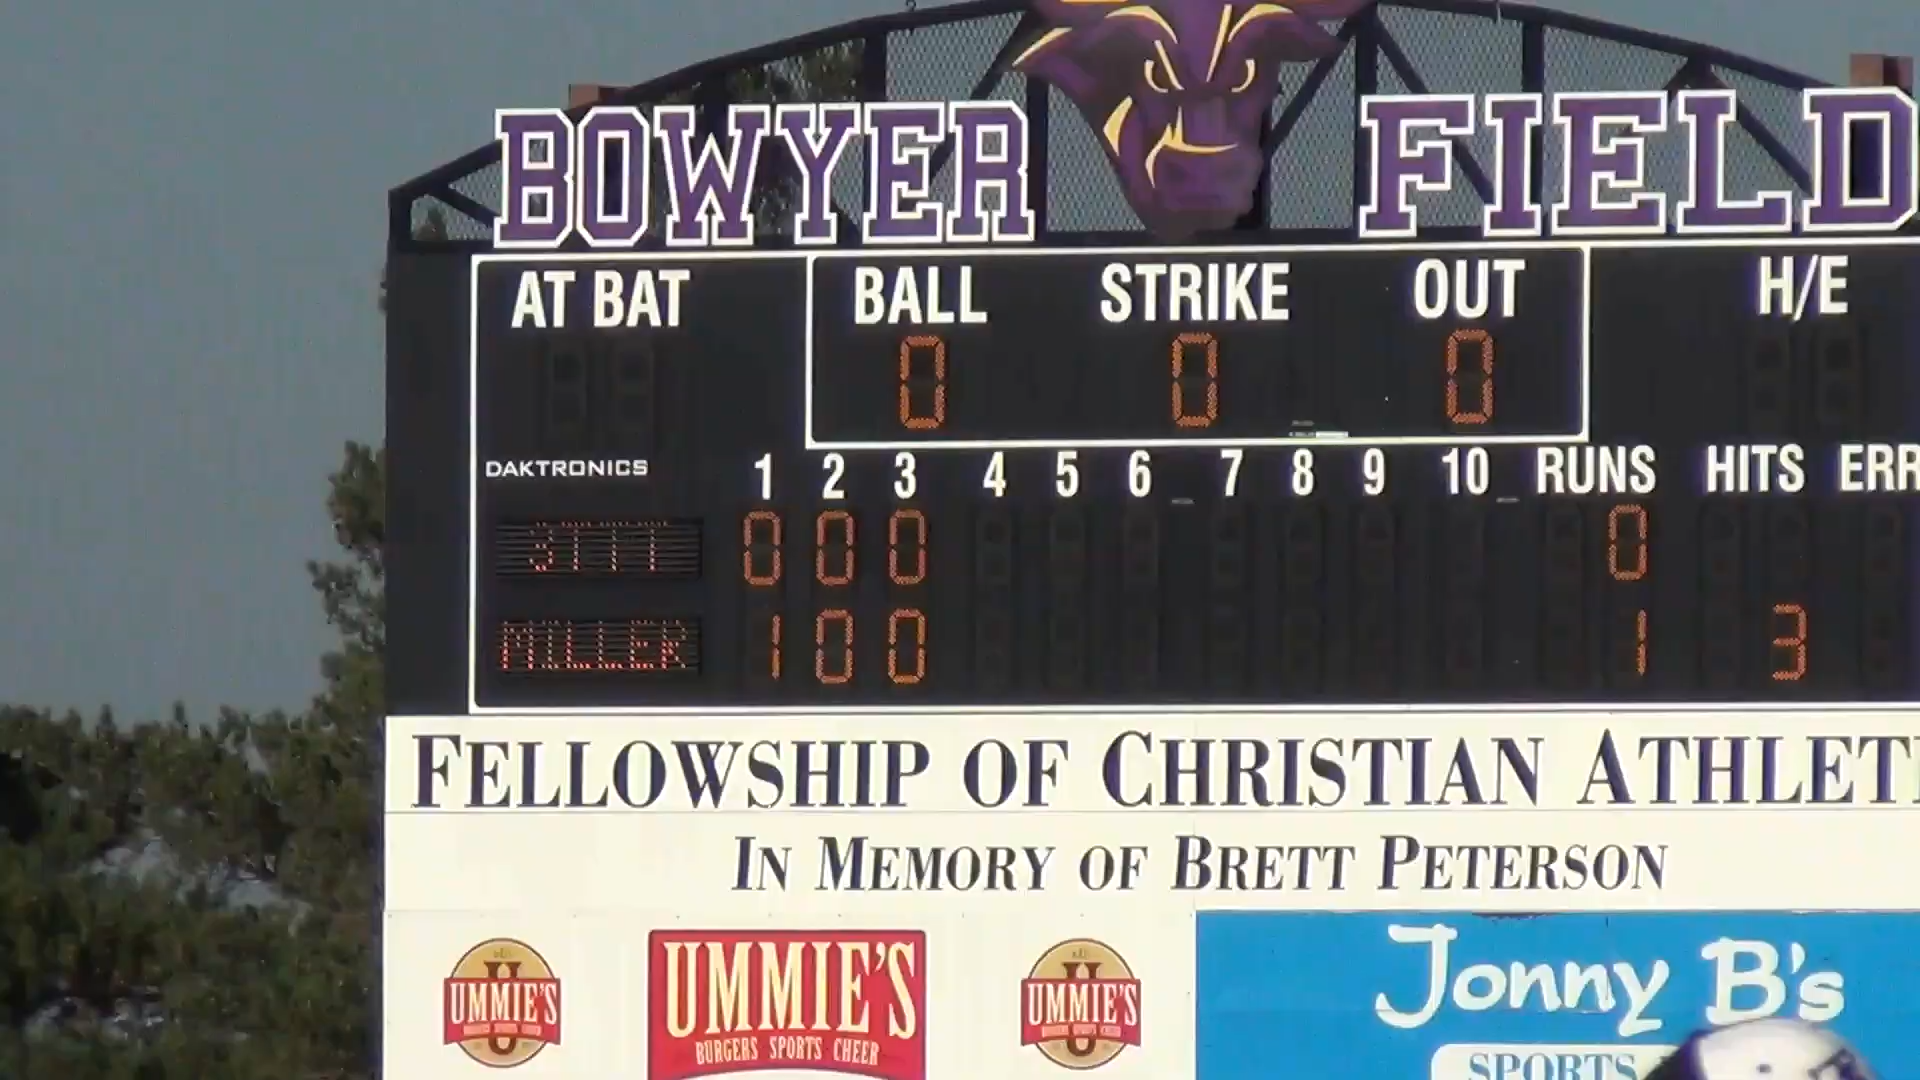 BOWYER FIELD
AT BAT BALL STRIKE OUT H/E
0 0 0
DAKTRONICS 1 2 3 4 5 6 7 8 9 10 RUNS HITS ERR
0 0 0 0
MILLER 1 0 0 1 3
FELLOWSHIP OF CHRISTIAN ATHLETE
IN MEMORY OF BRETT PETERSON
U
UMMIE'S
UMMIE'S
BURGERS SPORTS CHEER
U
UMMIE'S
Jonny B's
SPORTS